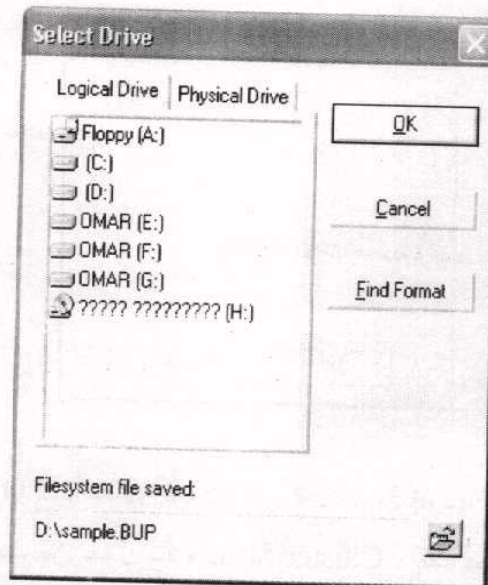 Select Drive
Logical Drive
Physical Drive
Floppy (A:)
(C:)
(D:)
OMAR (E:)
OMAR (F:)
OMAR (G:)
????? ????????? (H:)
OK
Cancel
Find Format
Filesystem file saved:
D:\sample.BUP